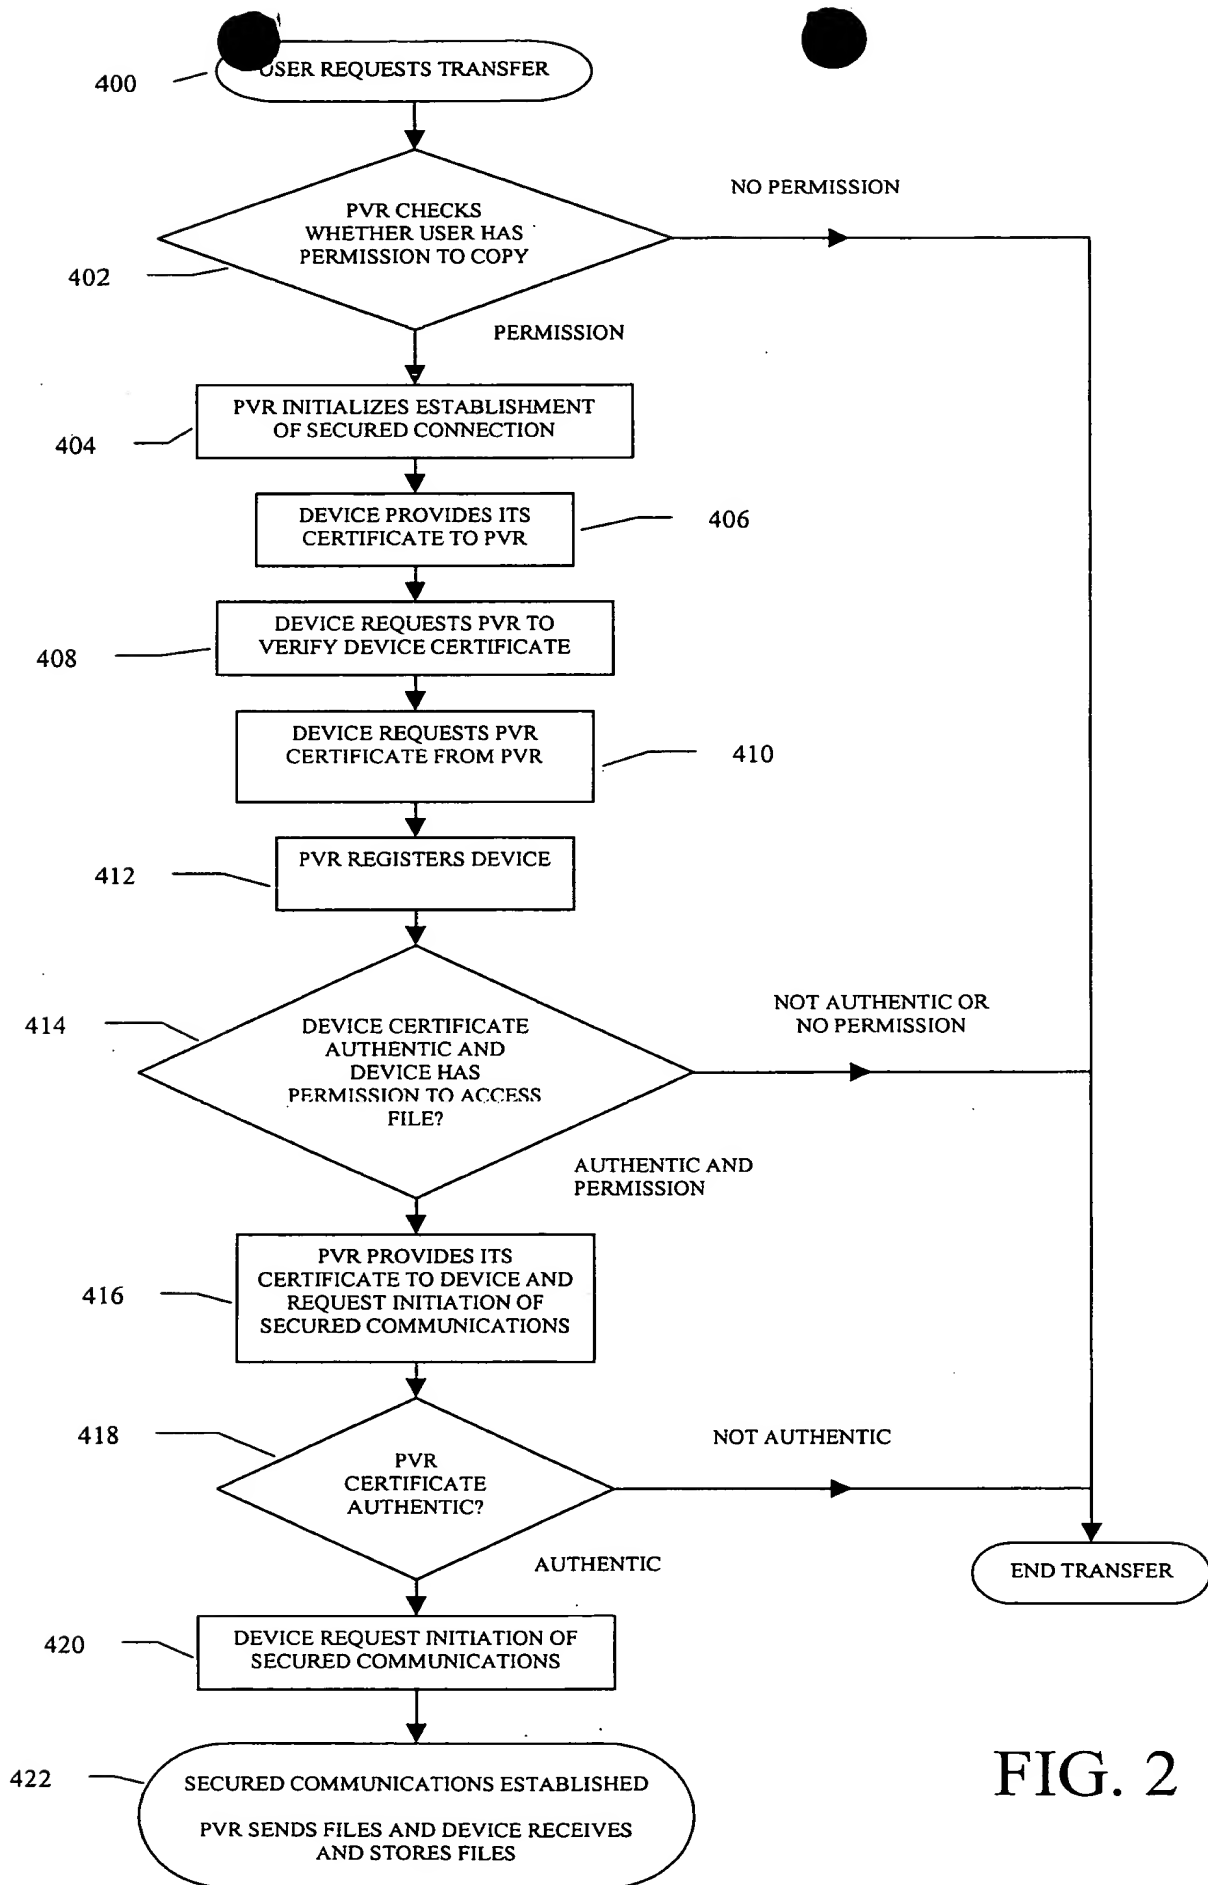 400
USER REQUESTS TRANSFER
NO PERMISSION
PVR CHECKS
WHETHER USER HAS
PERMISSION TO COPY
402
PERMISSION
PVR INITIALIZES ESTABLISHMENT
OF SECURED CONNECTION
404
DEVICE PROVIDES ITS
CERTIFICATE TO PVR
406
DEVICE REQUESTS PVR TO
VERIFY DEVICE CERTIFICATE
408
DEVICE REQUESTS PVR
CERTIFICATE FROM PVR
410
PVR REGISTERS DEVICE
412
NOT AUTHENTIC OR
NO PERMISSION
414
DEVICE CERTIFICATE
AUTHENTIC AND
DEVICE HAS
PERMISSION TO ACCESS
FILE?
AUTHENTIC AND
PERMISSION
PVR PROVIDES ITS
CERTIFICATE TO DEVICE AND
REQUEST INITIATION OF
SECURED COMMUNICATIONS
416
418
NOT AUTHENTIC
PVR
CERTIFICATE
AUTHENTIC?
AUTHENTIC
END TRANSFER
420
DEVICE REQUEST INITIATION OF
SECURED COMMUNICATIONS
422
SECURED COMMUNICATIONS ESTABLISHED
PVR SENDS FILES AND DEVICE RECEIVES
AND STORES FILES
FIG. 2